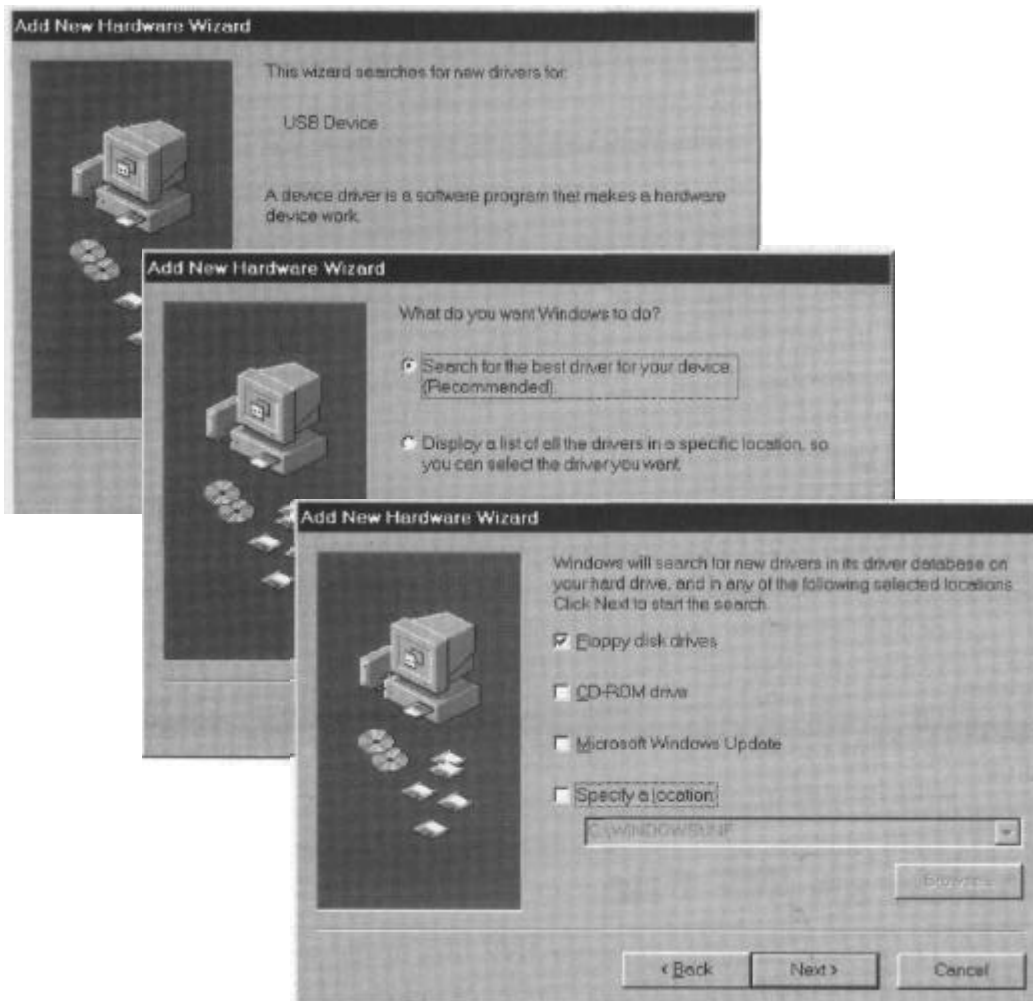 Add New Hardware Wizard
This wizard searches for new drivers for:
USB Device
A device driver is a software program that makes a hardware
device work.
Add New Hardware Wizard
What do you want Windows to do?
Search for the best driver for your device.
(Recommended).
Display a list of all the drivers in a specific location, so
you can select the driver you want.
Add New Hardware Wizard
Windows will search for new drivers in its driver database on
your hard drive, and in any of the following selected locations.
Click Next to start the search.
Floppy disk drives
CD-ROM drive
Microsoft Windows Update
Specify a location:
C:\WINDOWS\INF
Browse...
< Back
Next >
Cancel